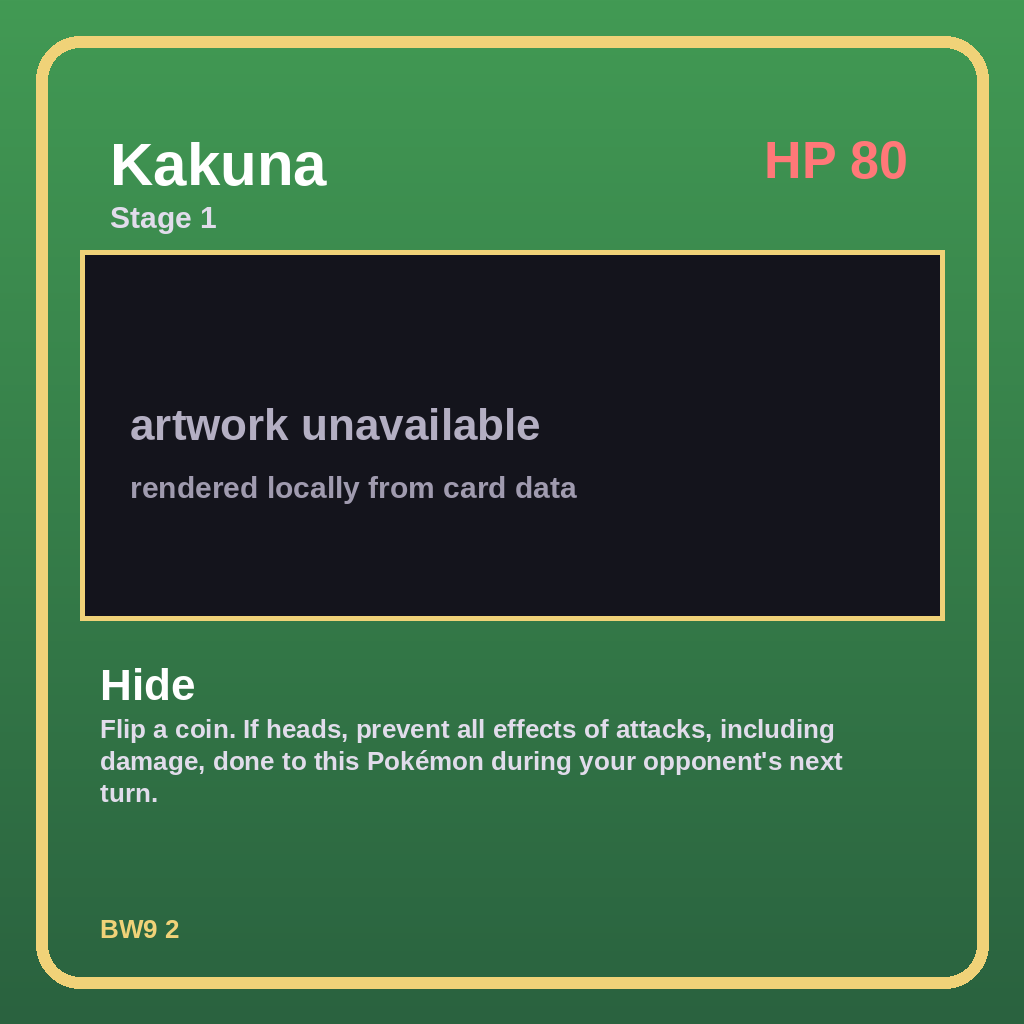 Kakuna
HP 80
Stage 1
artwork unavailable
rendered locally from card data
Hide
Flip a coin. If heads, prevent all effects of attacks, including
damage, done to this Pokémon during your opponent's next
turn.
BW9 2